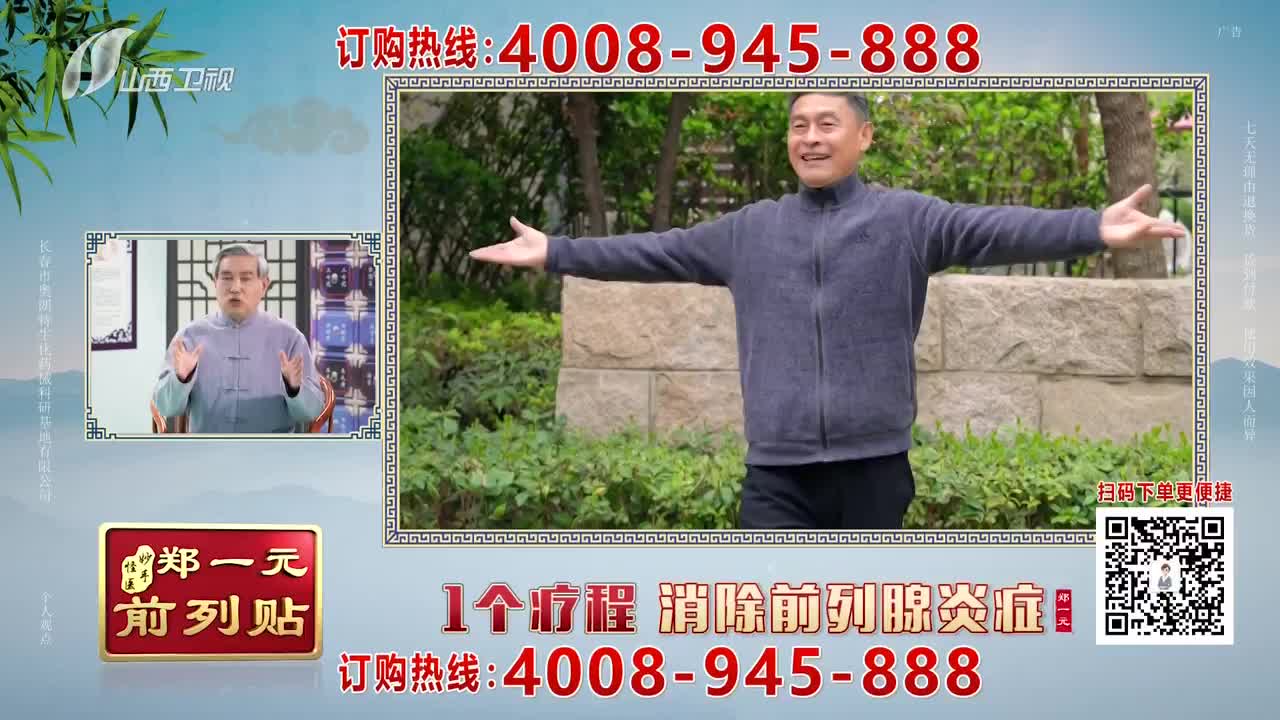 订购热线:4008-945-888
广告
山西卫视
七天无理由退换货 货到付款 使用效果因人而异
长春市奥朗特生化药械科研基地有限公司
扫码下单更便捷
妙手
怪医
郑一元
前列贴
个人观点
1个疗程 消除前列腺炎症
郑一元
订购热线:4008-945-888